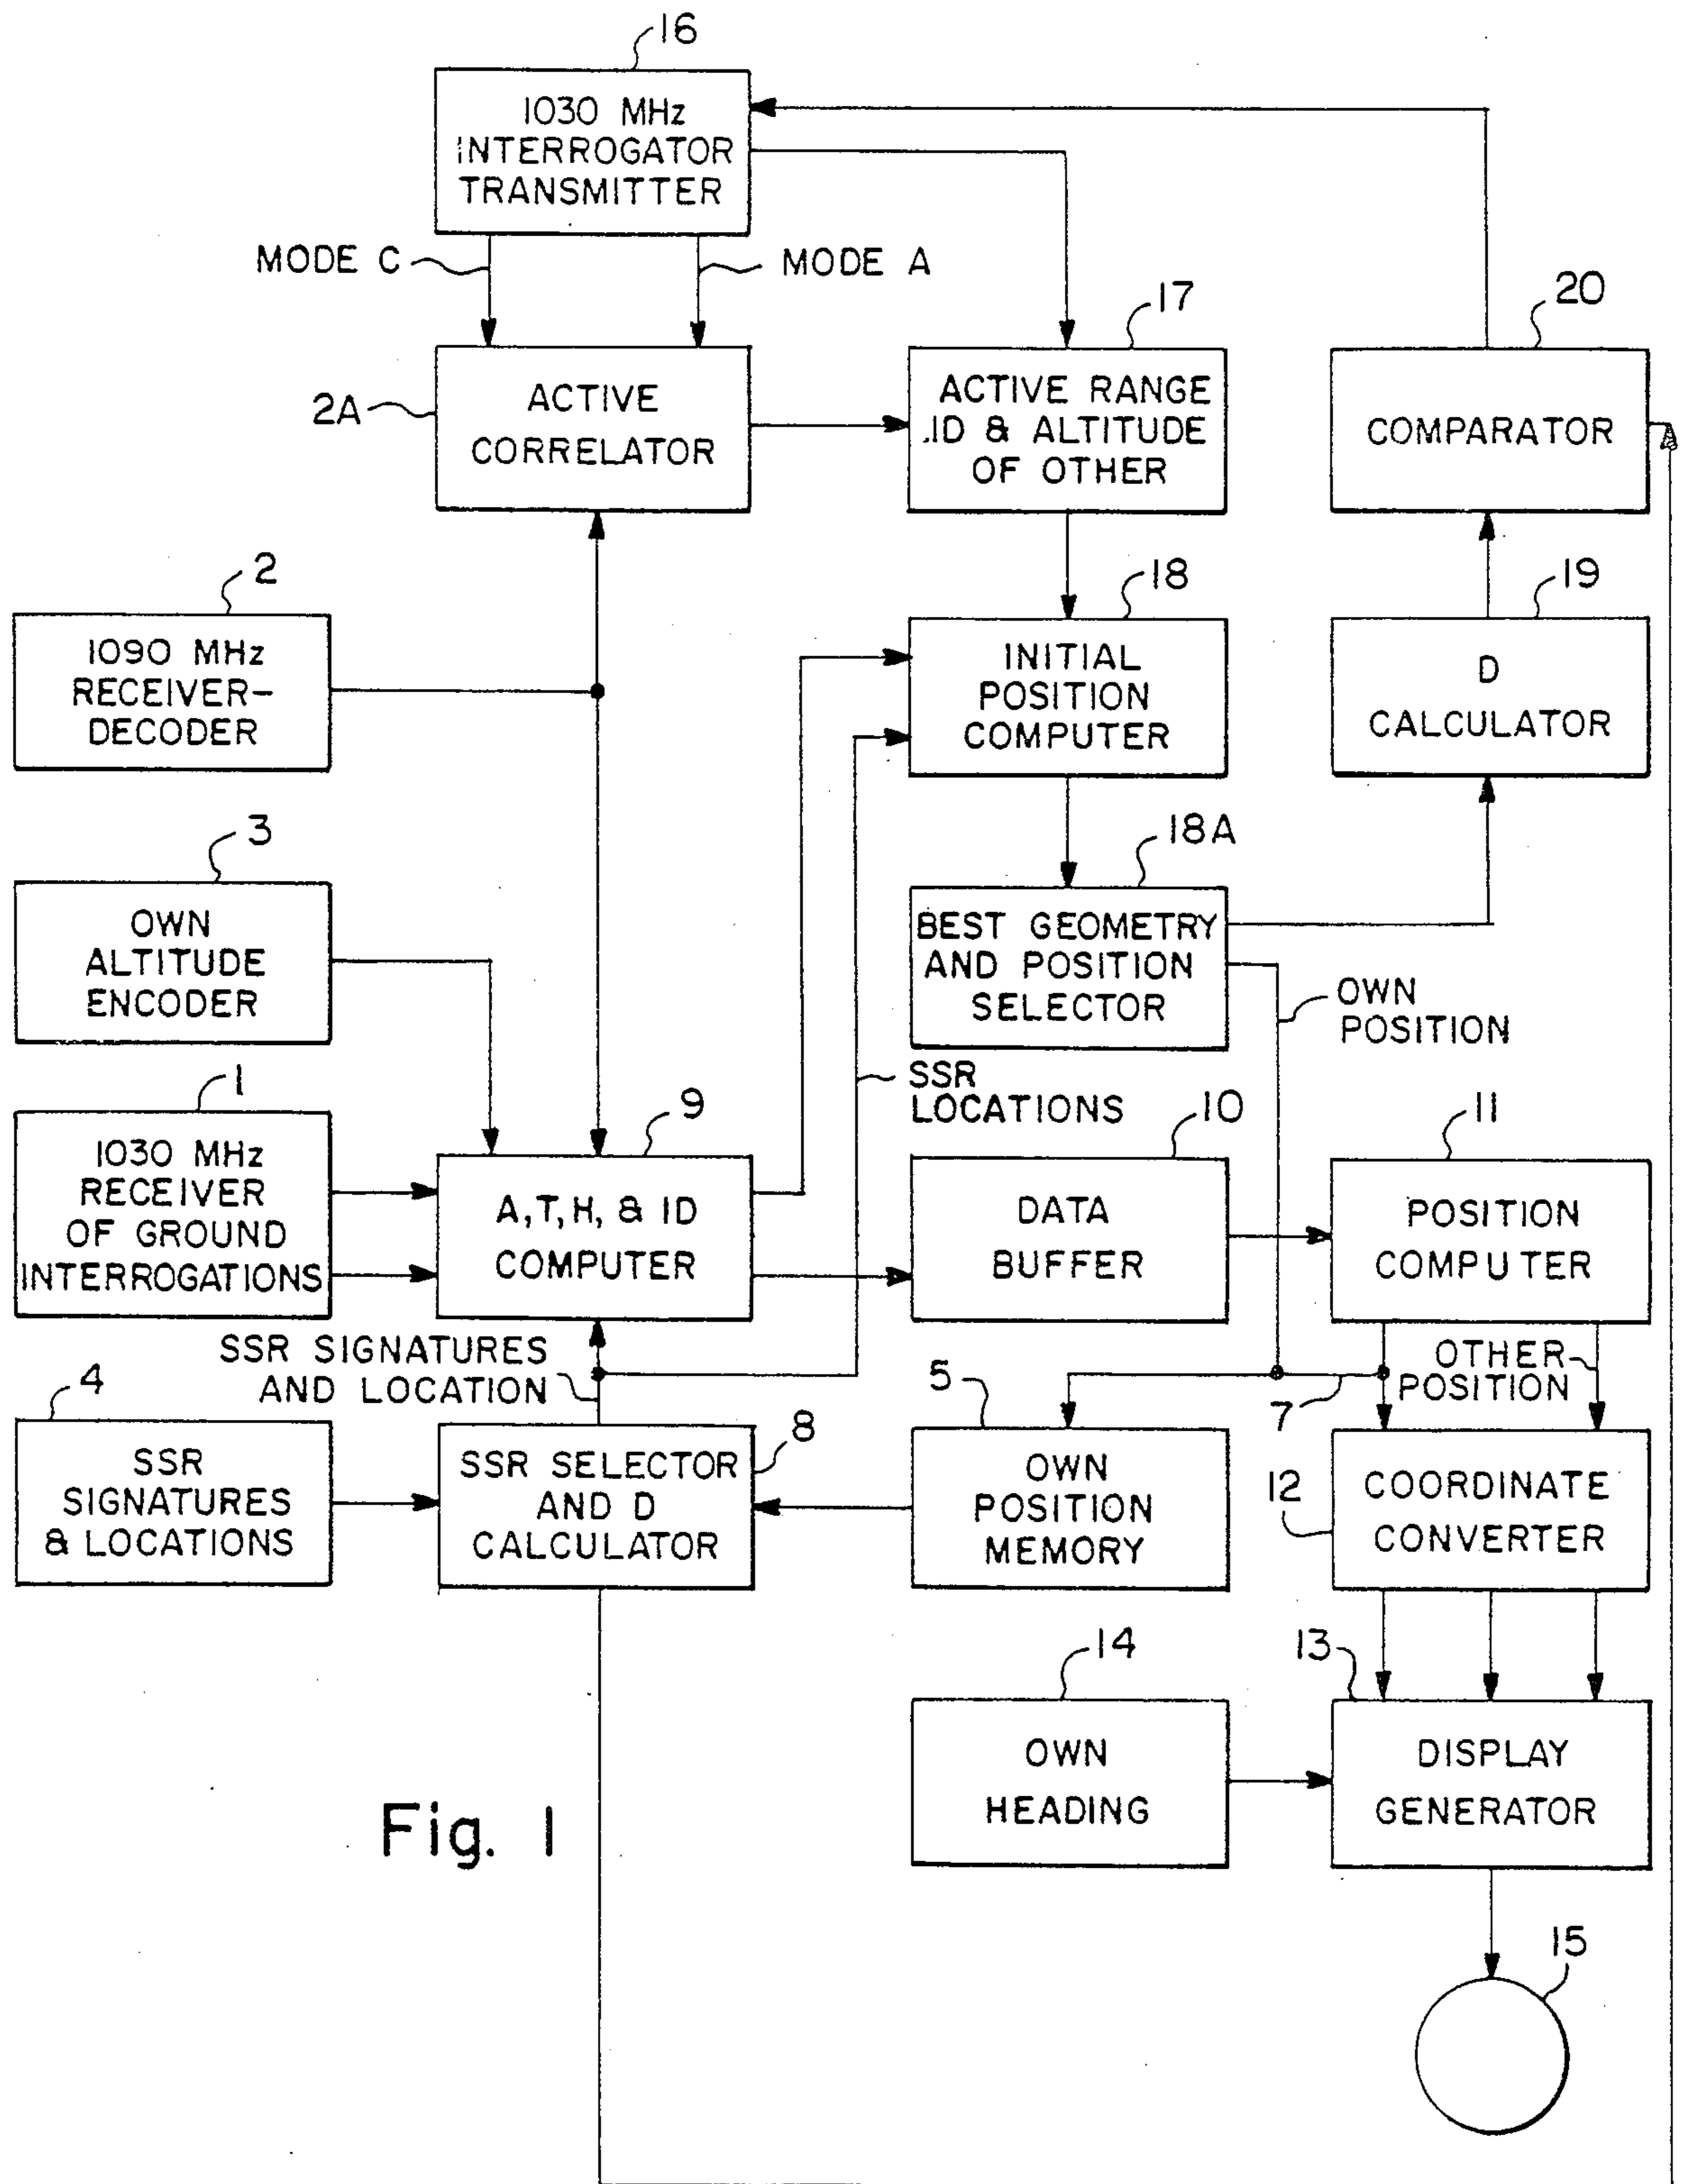 16
1030 MHz
INTERROGATOR
TRANSMITTER
MODE C
MODE A
17
20
2A
ACTIVE
CORRELATOR
ACTIVE RANGE
ID & ALTITUDE
OF OTHER
COMPARATOR
2
1090 MHz
RECEIVER-
DECODER
18
INITIAL
POSITION
COMPUTER
19
D
CALCULATOR
3
OWN
ALTITUDE
ENCODER
18A
BEST GEOMETRY
AND POSITION
SELECTOR
OWN
POSITION
SSR
LOCATIONS
1
1030 MHz
RECEIVER
OF GROUND
INTERROGATIONS
9
A,T,H, & ID
COMPUTER
10
DATA
BUFFER
11
POSITION
COMPUTER
SSR SIGNATURES
AND LOCATION
OTHER
POSITION
7
4
SSR
SIGNATURES
& LOCATIONS
8
SSR SELECTOR
AND D
CALCULATOR
5
OWN
POSITION
MEMORY
12
COORDINATE
CONVERTER
14
OWN
HEADING
13
DISPLAY
GENERATOR
15
Fig. 1